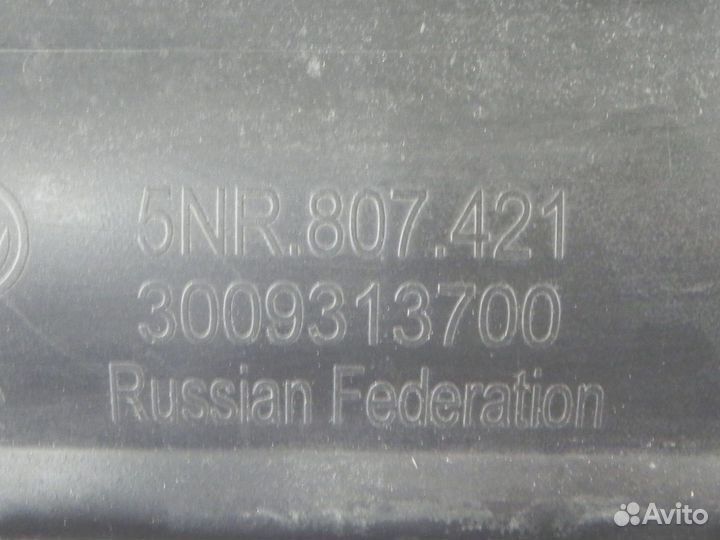 5NR.807.421
3009313700
Russian Federation
Avito